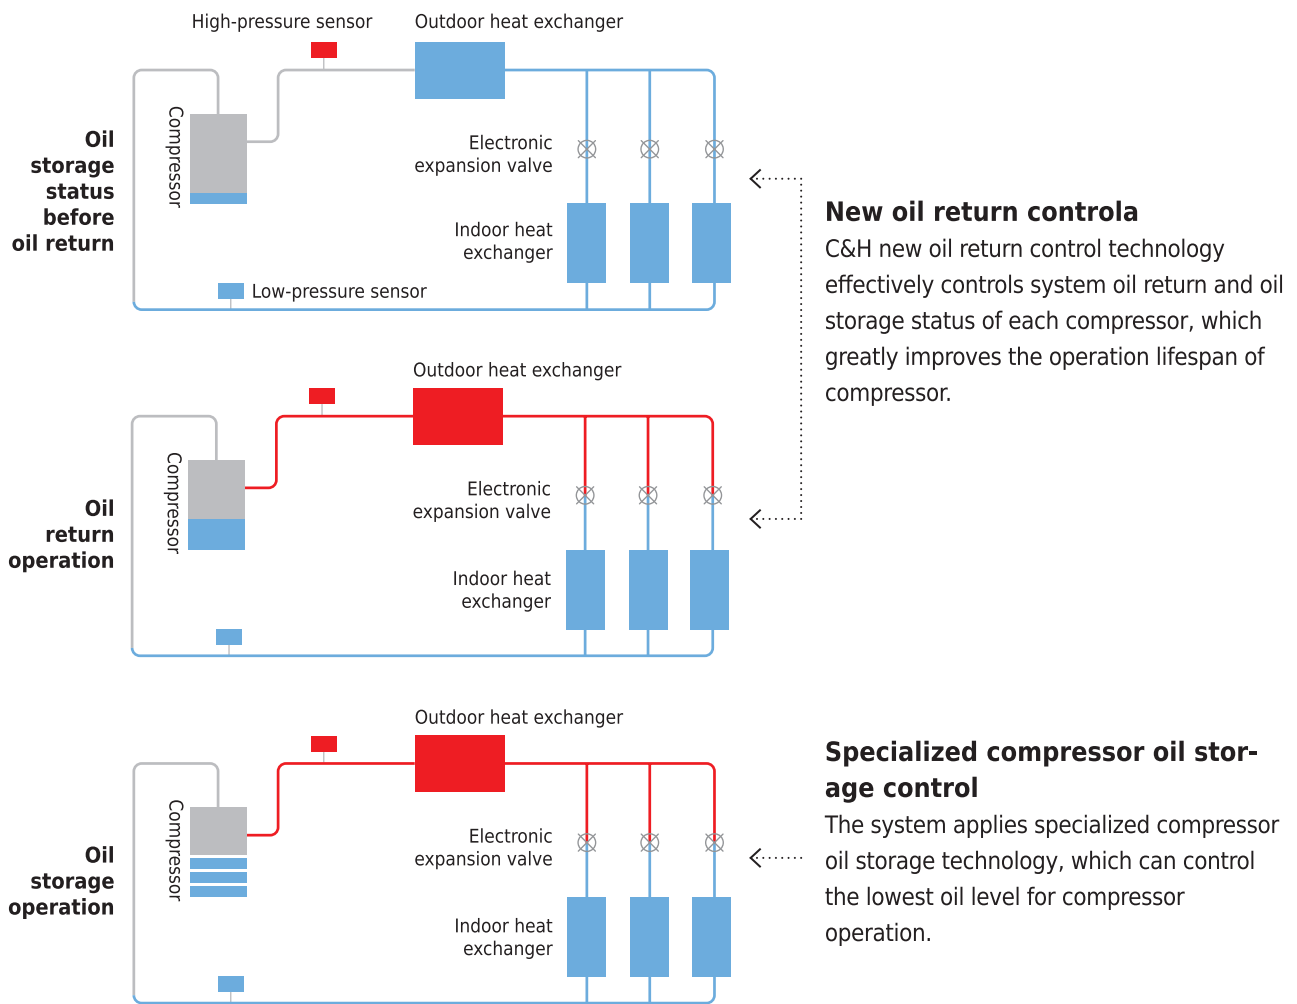 High-pressure sensor
Outdoor heat exchanger
Compressor
Oil
storage
status
before
oil return
Electronic
expansion valve
Indoor heat
exchanger
Low-pressure sensor
New oil return controla
C&H new oil return control technology
effectively controls system oil return and oil
storage status of each compressor, which
greatly improves the operation lifespan of
compressor.
Outdoor heat exchanger
Compressor
Oil
return
operation
Electronic
expansion valve
Indoor heat
exchanger
Outdoor heat exchanger
Compressor
Oil
storage
operation
Electronic
expansion valve
Indoor heat
exchanger
Specialized compressor oil stor-
age control
The system applies specialized compressor
oil storage technology, which can control
the lowest oil level for compressor
operation.